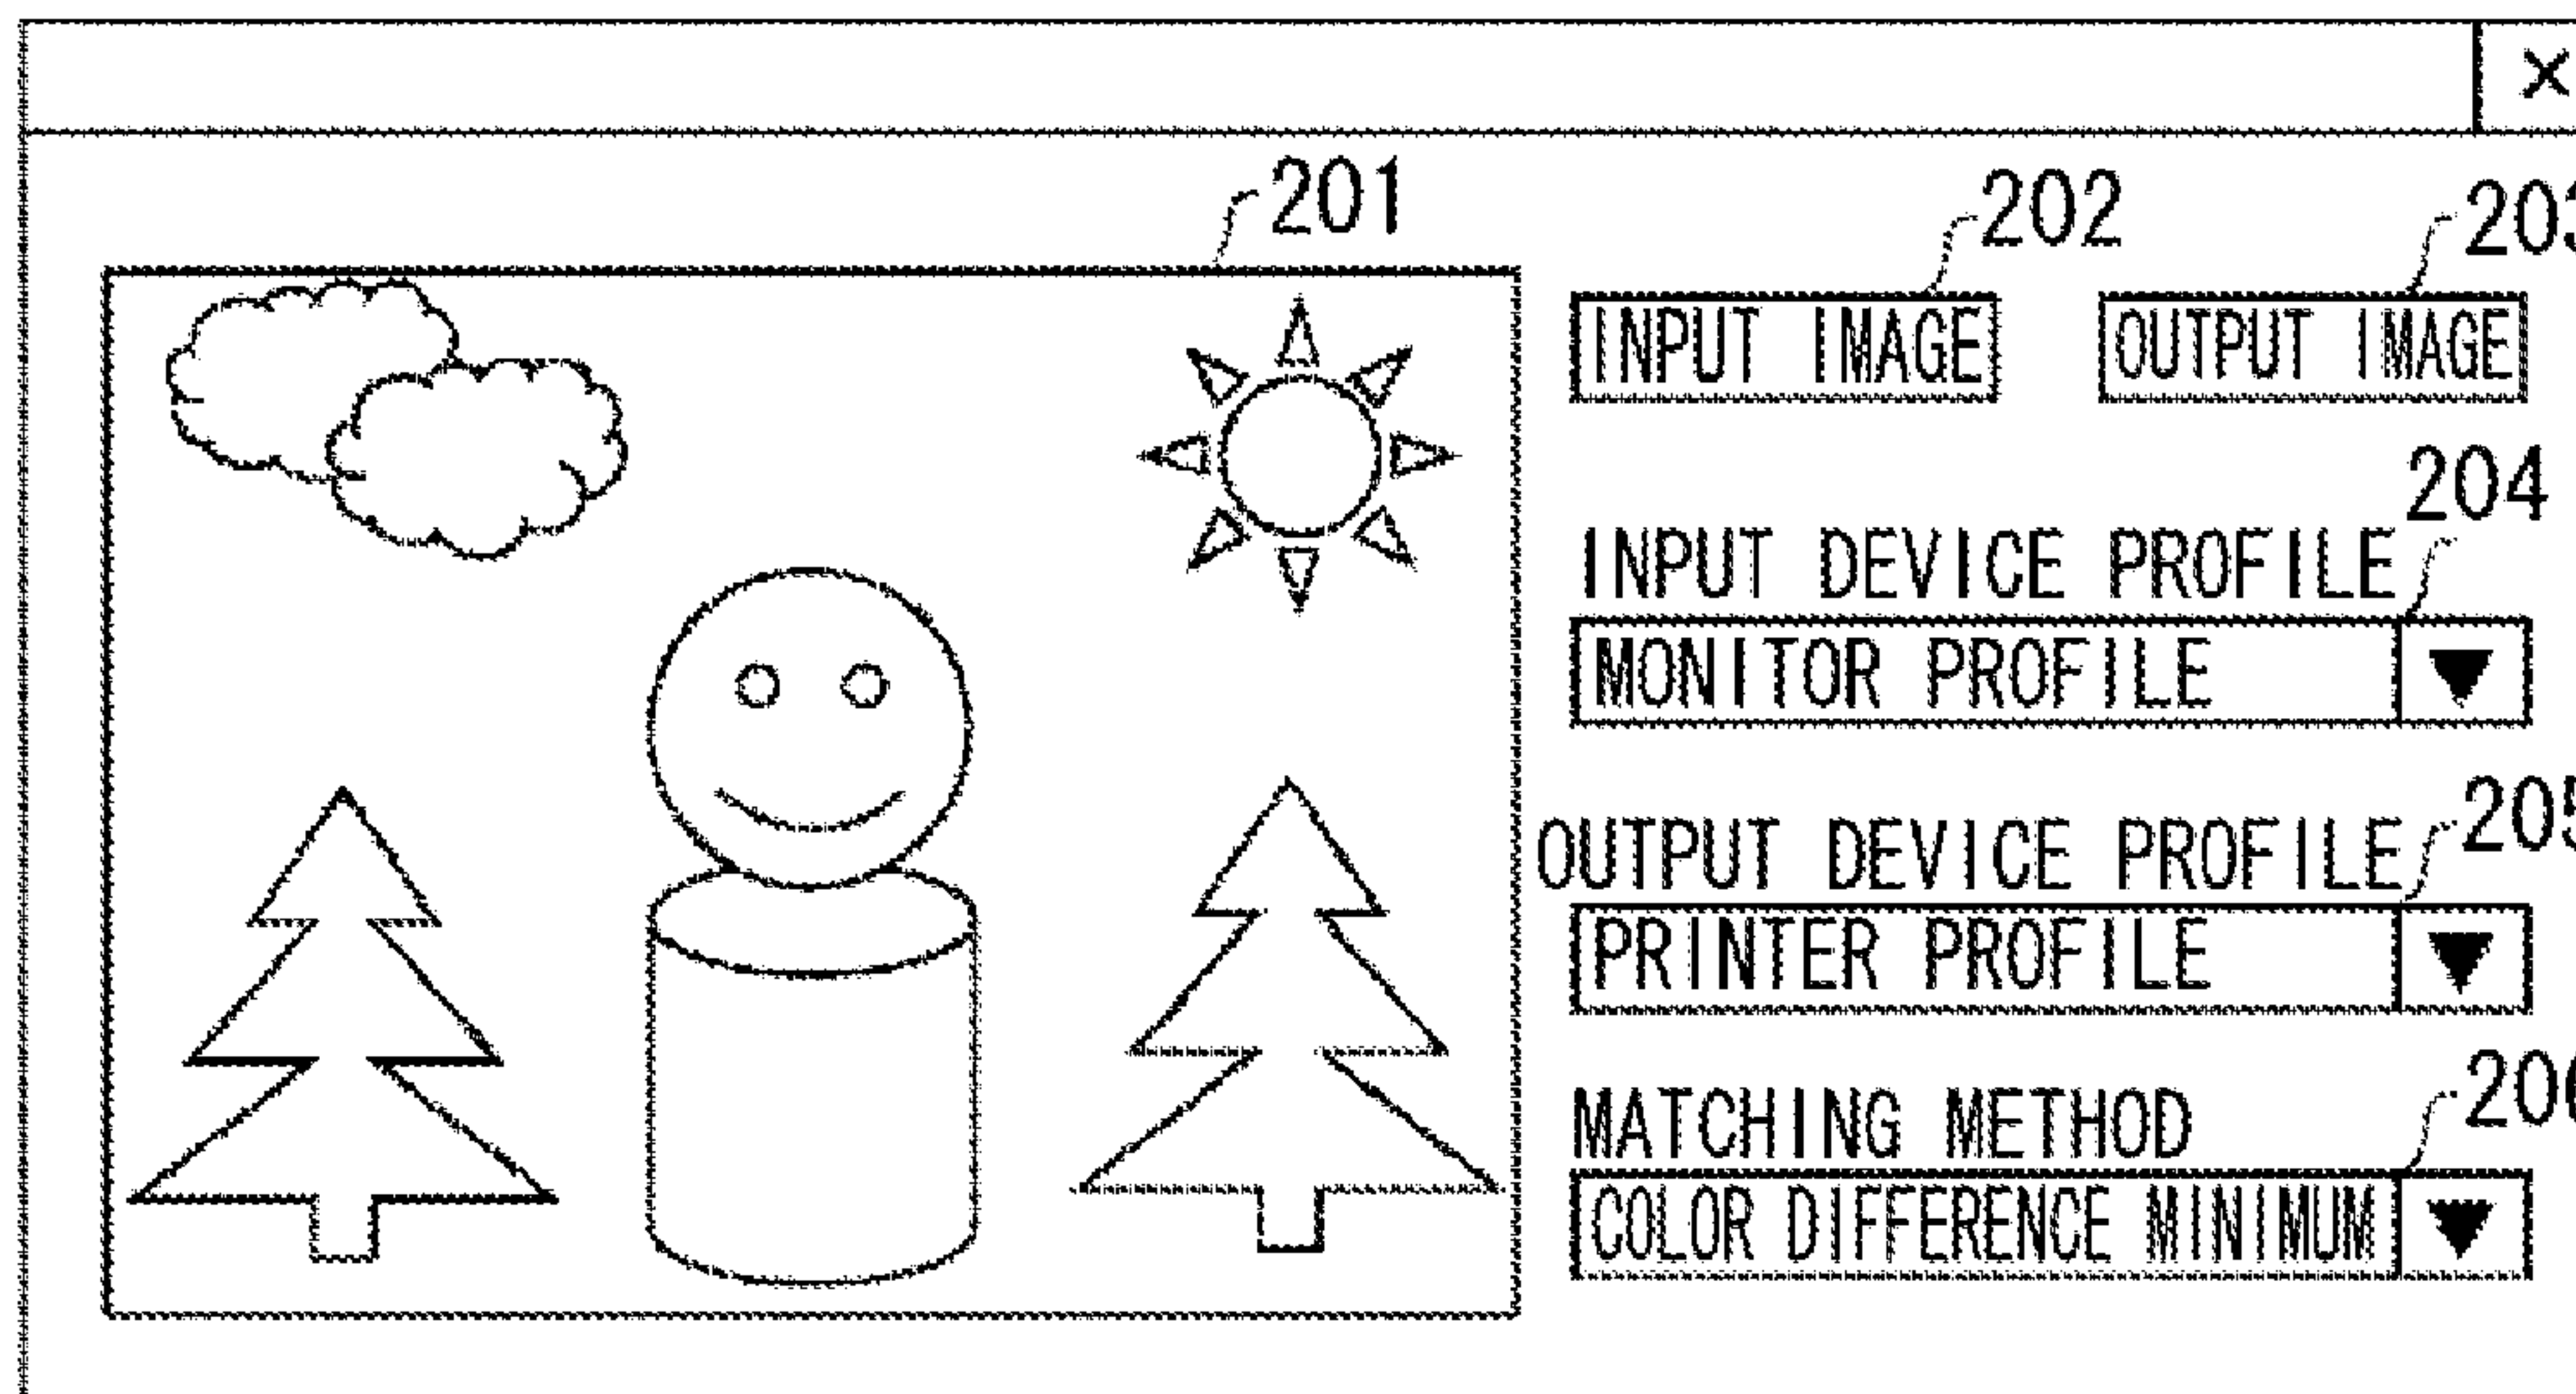 ×
201
202
203
INPUT IMAGE
OUTPUT IMAGE
204
INPUT DEVICE PROFILE
MONITOR PROFILE
205
OUTPUT DEVICE PROFILE
PRINTER PROFILE
206
MATCHING METHOD
COLOR DIFFERENCE MINIMUM